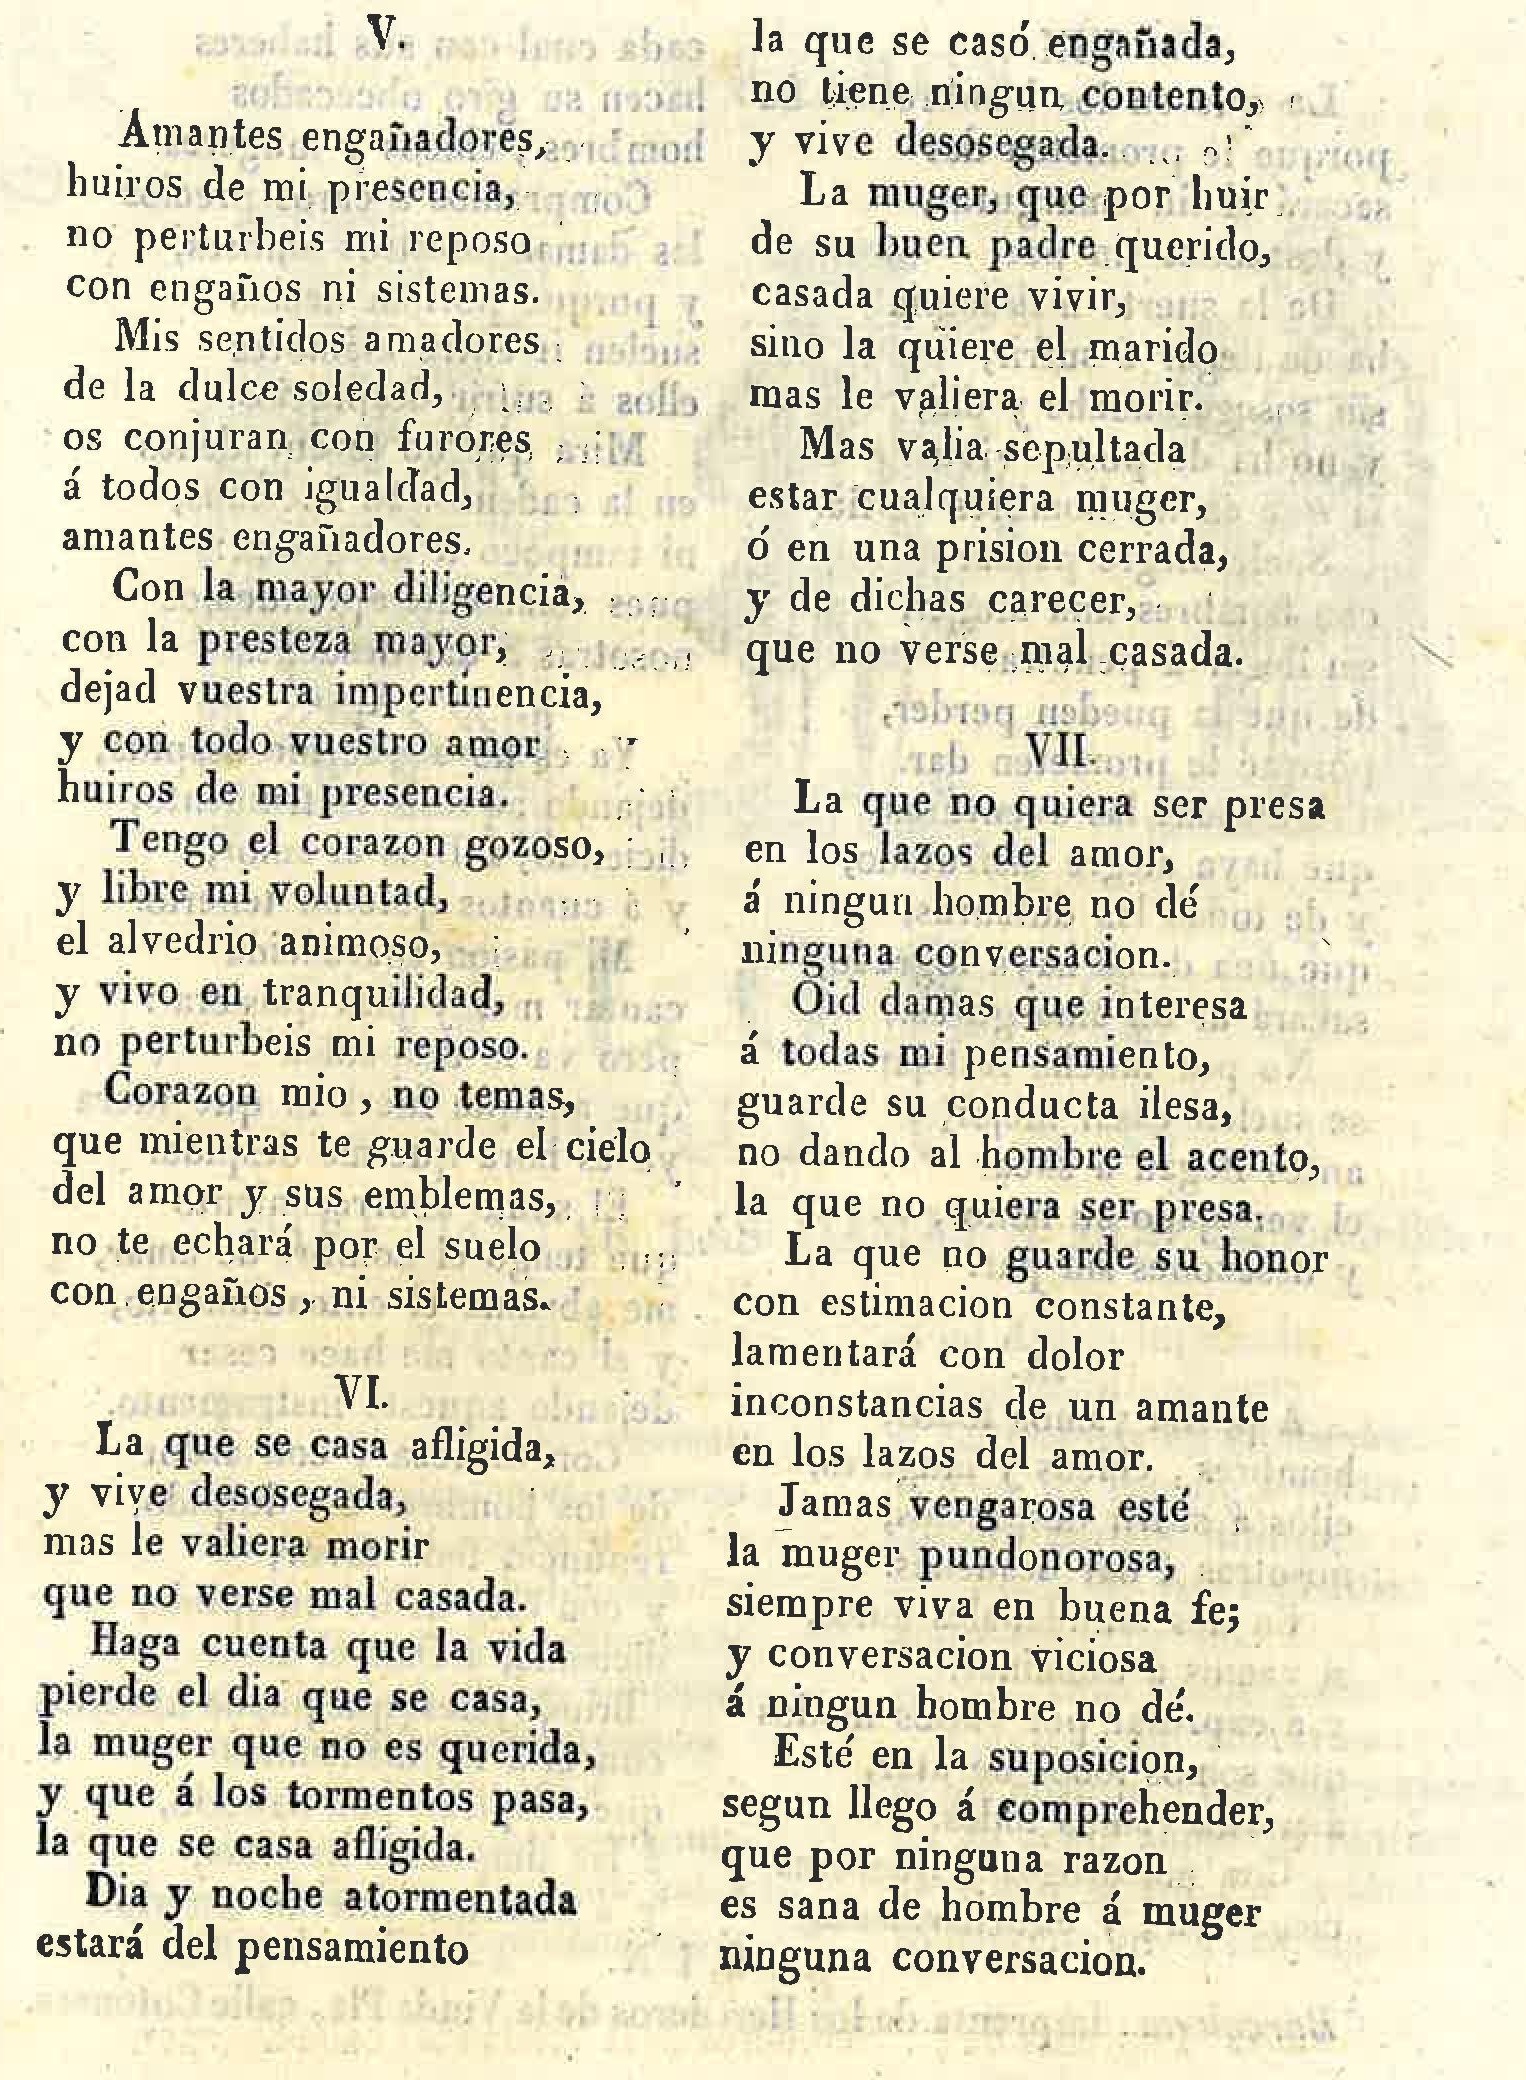 V.
Amantes engañadores,
huiros de mi presencia,
no perturbeis mi reposo
con engaños ni sistemas.
Mis sentidos amadores
de la dulce soledad,
os conjuran con furores
á todos con igualdad,
amantes engañadores.
Con la mayor diligencia,
con la presteza mayor,
dejad vuestra impertinencia,
y con todo vuestro amor
huiros de mi presencia.
Tengo el corazon gozoso,
y libre mi voluntad,
el alvedrio animoso,
y vivo en tranquilidad,
no perturbeis mi reposo.
Corazon mio, no temas,
que mientras te guarde el cielo
del amor y sus emblemas,
no te echará por el suelo
con engaños, ni sistemas.
VI.
La que se casa afligida,
y vive desosegada,
mas le valiera morir
que no verse mal casada.
Haga cuenta que la vida
pierde el dia que se casa,
la muger que no es querida,
y que á los tormentos pasa,
la que se casa afligida.
Dia y noche atormentada
estará del pensamiento
la que se casó engañada,
no tiene ningun contento,
y vive desosegada.
La muger, que por huir
de su buen padre querido,
casada quiere vivir,
sino la quiere el marido
mas le valiera el morir.
Mas valia sepultada
estar cualquiera muger,
ó en una prision cerrada,
y de dichas carecer,
que no verse mal casada.
VII.
La que no quiera ser presa
en los lazos del amor,
á ningun hombre no dé
ninguna conversacion.
Oid damas que interesa
á todas mi pensamiento,
guarde su conducta ilesa,
no dando al hombre el acento,
la que no quiera ser presa.
La que no guarde su honor
con estimacion constante,
lamentará con dolor
inconstancias de un amante
en los lazos del amor.
Jamas vengarosa esté
la muger pundonorosa,
siempre viva en buena fe;
y conversacion viciosa
á ningun hombre no dé.
Esté en la suposicion,
segun llego á comprehender,
que por ninguna razon
es sana de hombre á muger
ninguna conversacion.